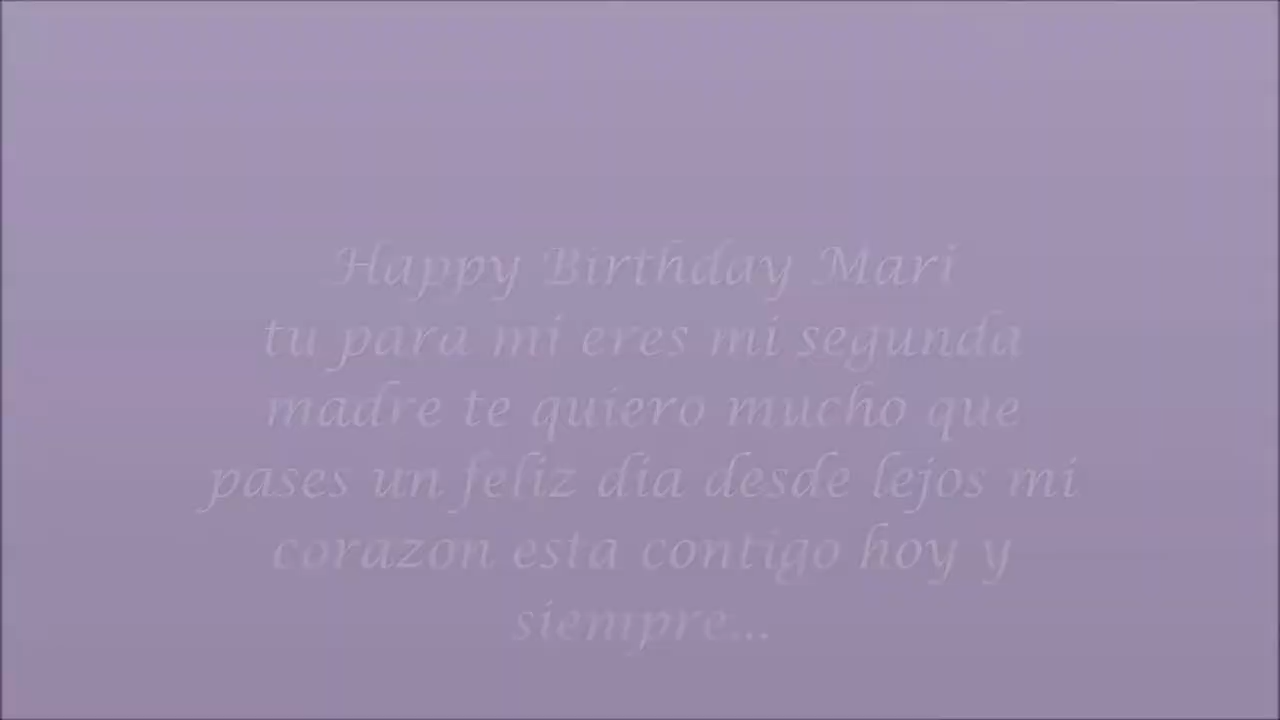 Happy Birthday Mari
tu para mi eres mi segunda
madre te quiero mucho que
pases un feliz dia desde lejos mi
corazon esta contigo hoy y
siempre...